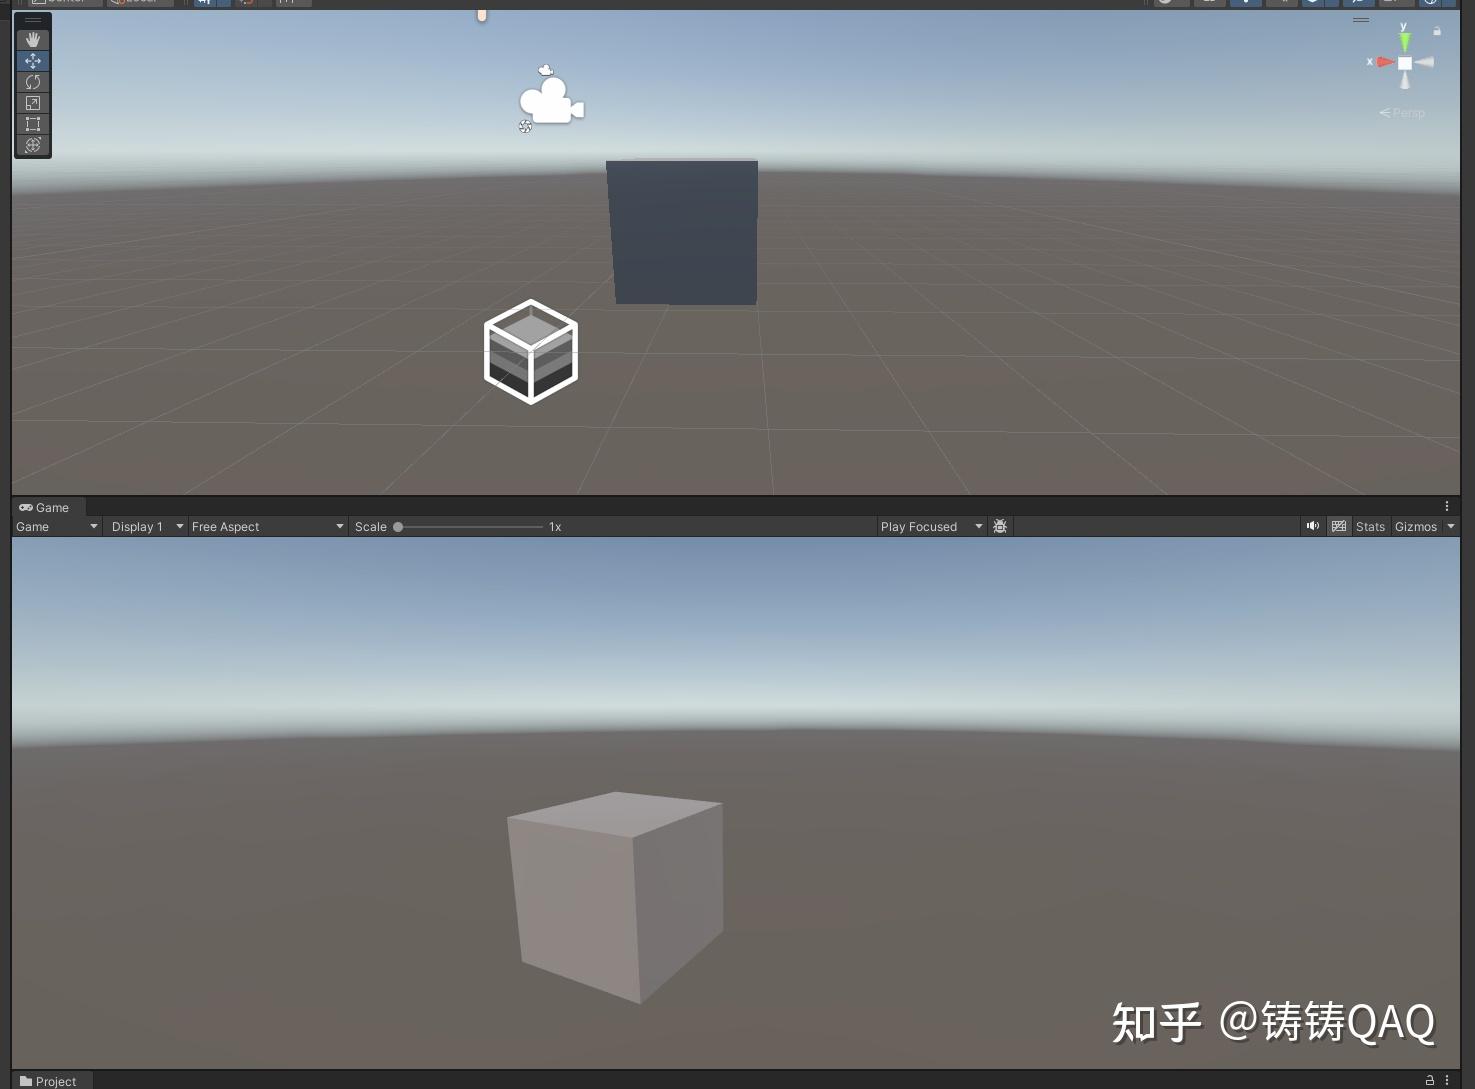 y
x
Persp
Game
Game
Display 1
Free Aspect
Scale
1x
Play Focused
Stats
Gizmos
知乎 @铸铸QAQ
Project